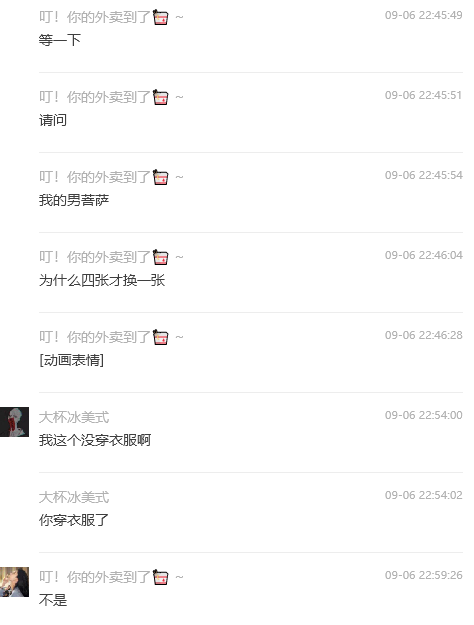 叮！你的外卖到了 ~ 09-06 22:45:49
等一下
叮！你的外卖到了 ~ 09-06 22:45:51
请问
叮！你的外卖到了 ~ 09-06 22:45:54
我的男菩萨
叮！你的外卖到了 ~ 09-06 22:46:04
为什么四张才换一张
叮！你的外卖到了 ~ 09-06 22:46:28
[动画表情]
大杯冰美式 09-06 22:54:00
我这个没穿衣服啊
大杯冰美式 09-06 22:54:02
你穿衣服了
叮！你的外卖到了 ~ 09-06 22:59:26
不是